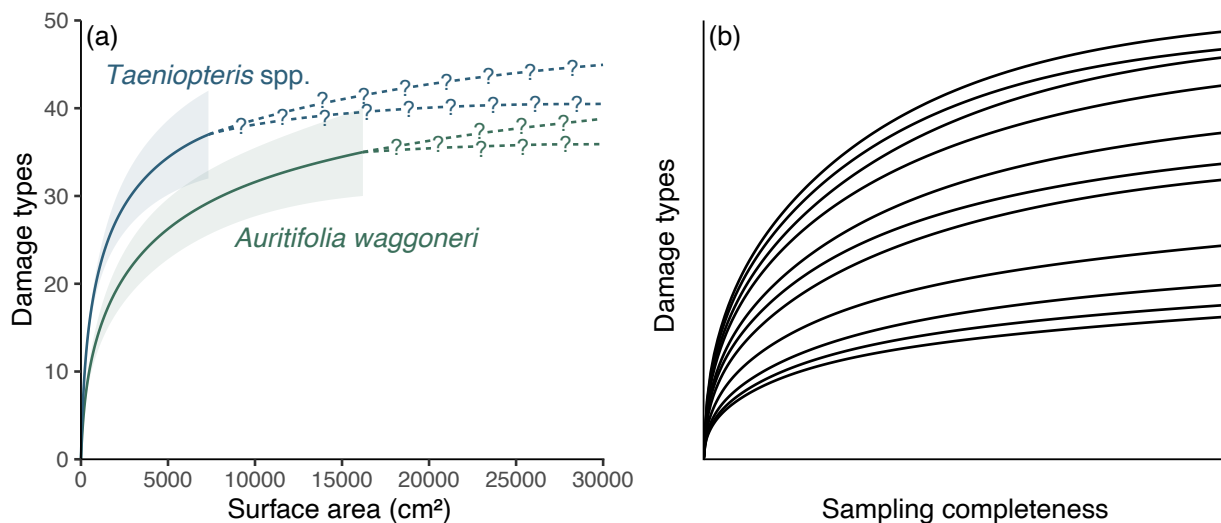 (a)
50
40
30
20
10
0
Damage types
Taeniopteris spp.
? ? ? ? ? ? ? ?
? ? ? ? ? ? ? ?
? ? ? ? ?
? ? ? ? ?
Auritifolia waggoneri
0 5000 10000 15000 20000 25000 30000
Surface area (cm²)
(b)
Damage types
Sampling completeness